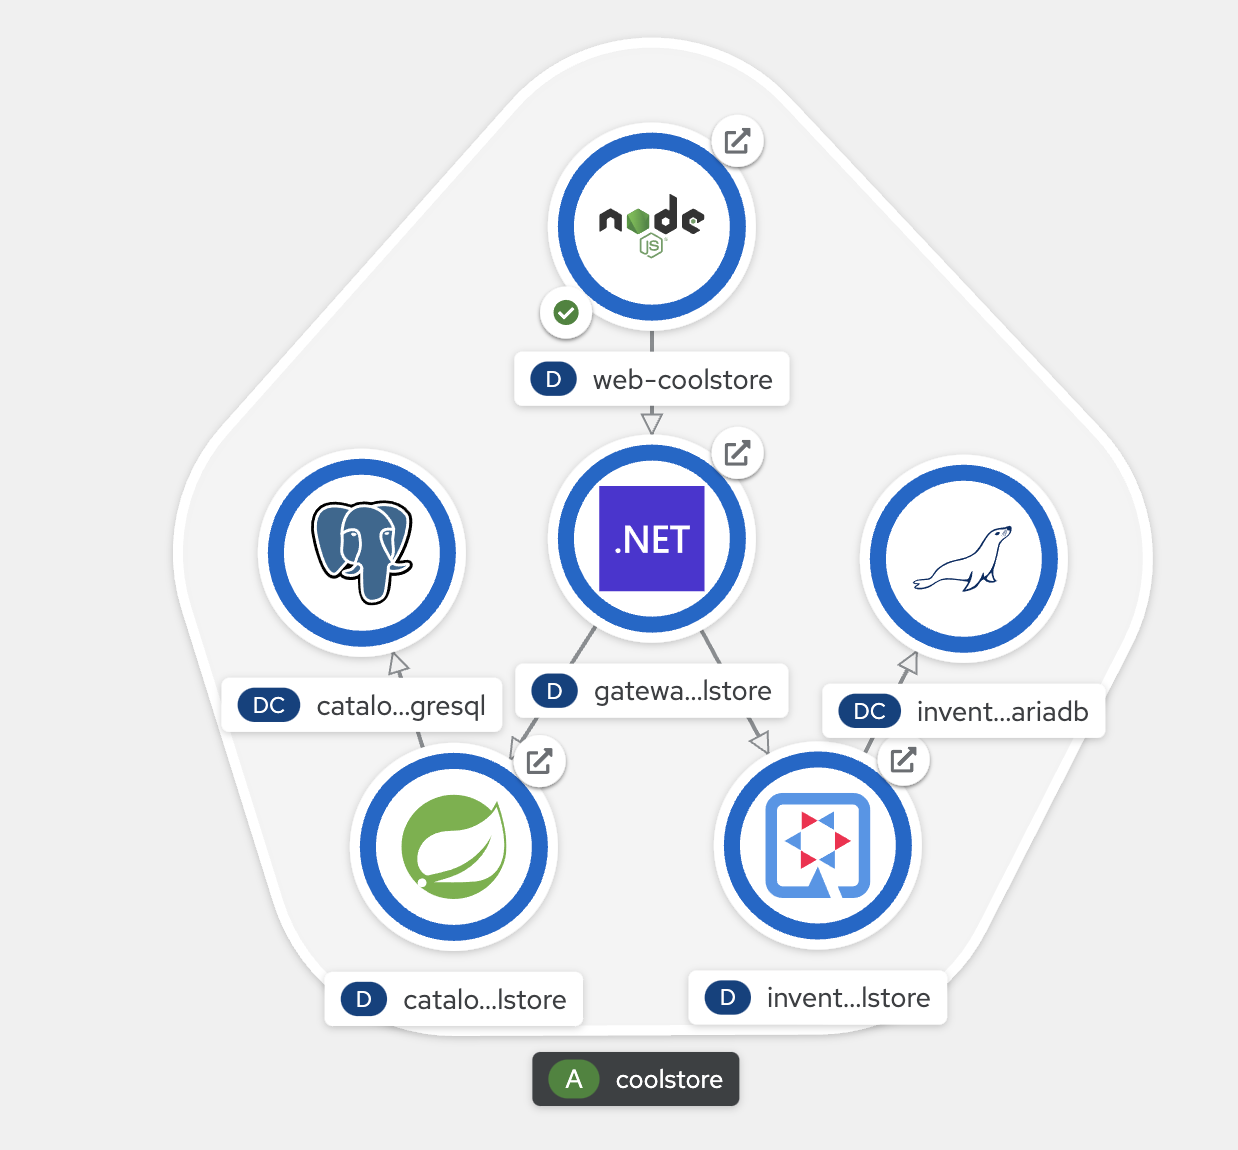 node
JS
D web-coolstore
.NET
DC catalo...gresql
D gatewa...lstore
DC invent...ariadb
D catalo...lstore
D invent...lstore
A coolstore